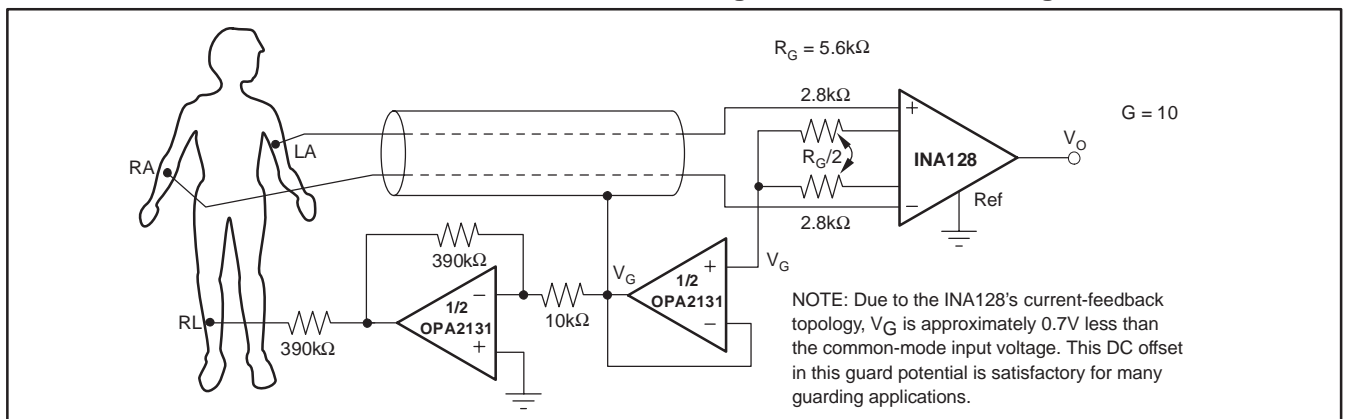 R_G = 5.6kΩ
2.8kΩ
G = 10
LA
RA
+
V_O
R_G/2
INA128
Ref
−
2.8kΩ
390kΩ
V_G
+
V_G
1/2
OPA2131
−
−
1/2
OPA2131
+
10kΩ
RL
390kΩ
NOTE: Due to the INA128's current-feedback
topology, V_G is approximately 0.7V less than
the common-mode input voltage. This DC offset
in this guard potential is satisfactory for many
guarding applications.